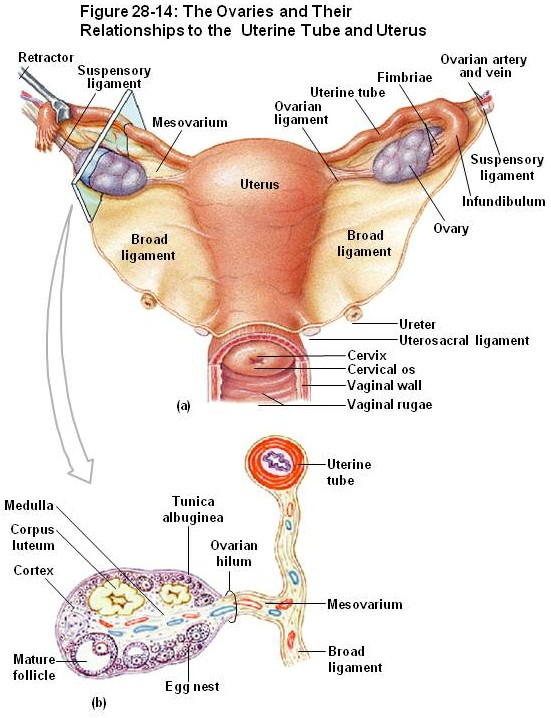 Figure 28-14: The Ovaries and Their
Relationships to the Uterine Tube and Uterus
Retractor
Suspensory
ligament
Mesovarium
Ovarian
ligament
Uterine tube
Fimbriae
Ovarian artery
and vein
Uterus
Suspensory
ligament
Infundibulum
Ovary
Broad
ligament
Broad
ligament
Ureter
Uterosacral ligament
Cervix
Cervical os
Vaginal wall
Vaginal rugae
(a)
Uterine
tube
Medulla
Corpus
luteum
Cortex
Tunica
albuginea
Ovarian
hilum
Mesovarium
Broad
ligament
Mature
follicle
Egg nest
(b)